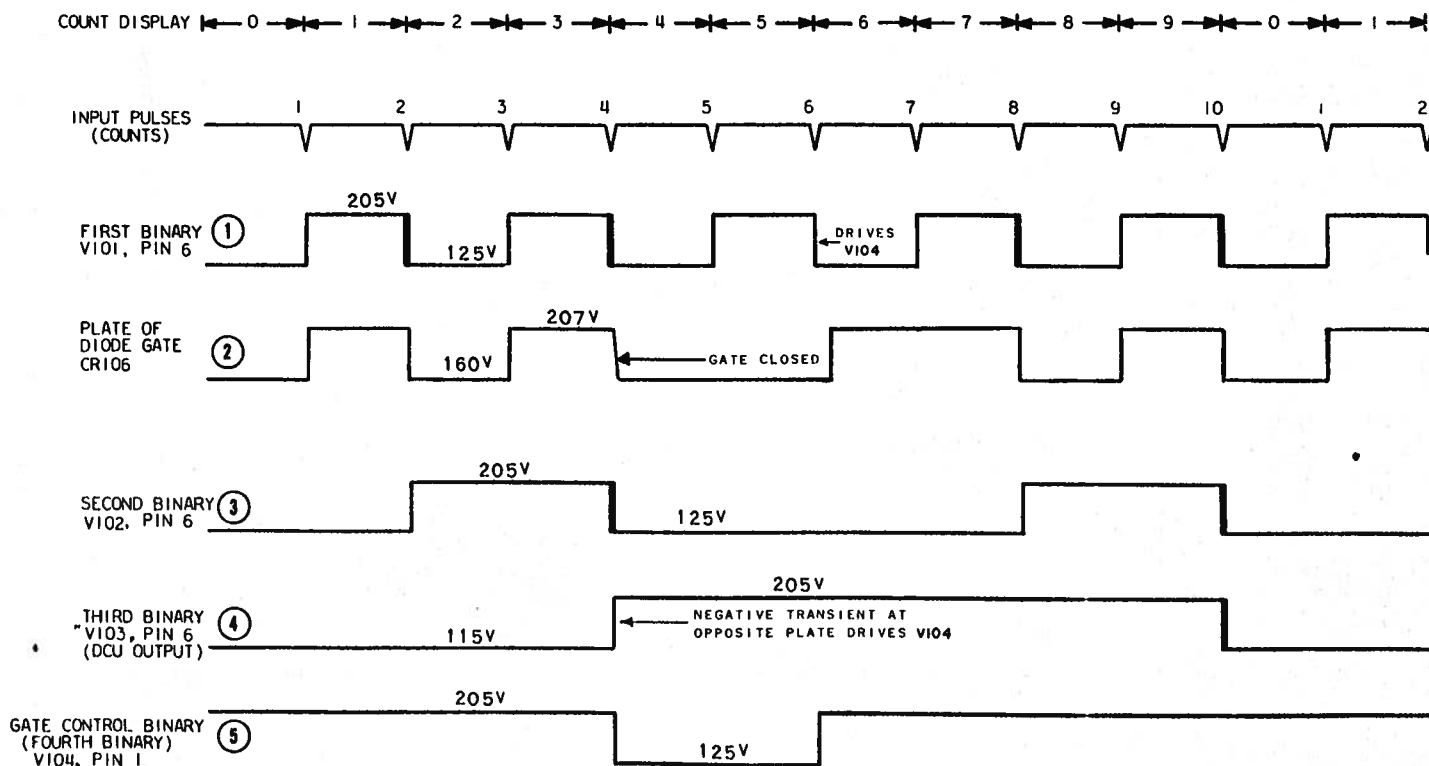 COUNT DISPLAY 0 1 2 3 4 5 6 7 8 9 0 1
INPUT PULSES
(COUNTS)
1 2 3 4 5 6 7 8 9 10 1 2
FIRST BINARY
V101, PIN 6
1
205V
125V
DRIVES
V104
PLATE OF
DIODE GATE
CR106
2
207V
160V
GATE CLOSED
SECOND BINARY
V102, PIN 6
3
205V
125V
THIRD BINARY
V103, PIN 6
(DCU OUTPUT)
4
115V
205V
NEGATIVE TRANSIENT AT
OPPOSITE PLATE DRIVES V104
GATE CONTROL BINARY
(FOURTH BINARY)
V104, PIN 1
5
205V
125V